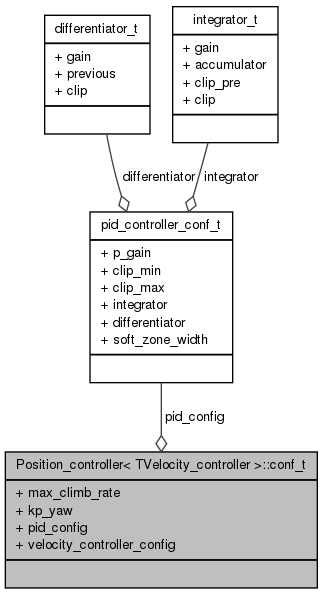 differentiator_t
+ gain
+ previous
+ clip
integrator_t
+ gain
+ accumulator
+ clip_pre
+ clip
differentiator
integrator
pid_controller_conf_t
+ p_gain
+ clip_min
+ clip_max
+ integrator
+ differentiator
+ soft_zone_width
pid_config
Position_controller< TVelocity_controller >::conf_t
+ max_climb_rate
+ kp_yaw
+ pid_config
+ velocity_controller_config